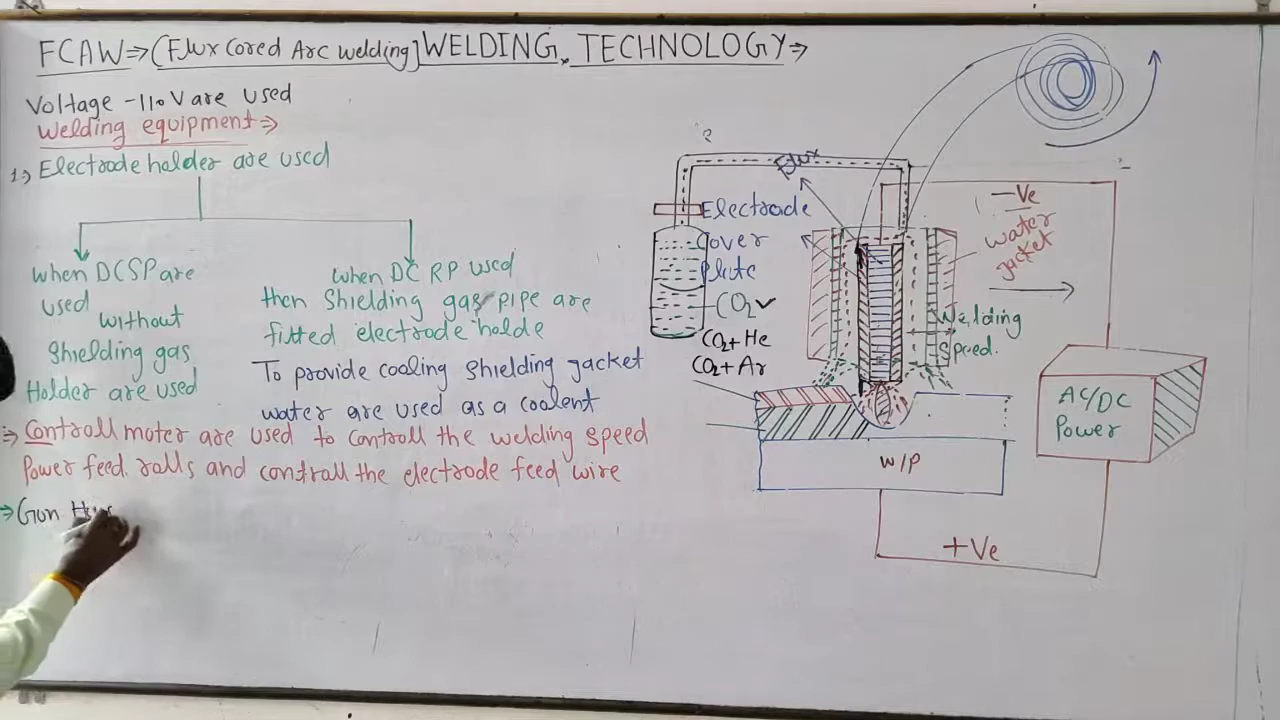 FCAW⇒(Flux Cored Arc welding] WELDING. TECHNOLOGY⇒
Voltage -110 V are used
Welding equipment⇒
1⇒ Electrode holder are used
when DCSP are
used
without
Shielding gas
Holder are used
when DC RP used
then Shielding gas pipe are
fitted electrode holde
To provide cooling shielding jacket
water are used as a coolent
⇒ Controll moter are used to controll the welding speed
Power feed. rolls and controll the electrode feed wire
⇒ Gun
?
Flux
Electrode
Cover
Plate
CO₂✓
CO₂+He
CO₂+Ar
-Ve
water
jacket
Welding
speed.
AC/DC
Power
W/P
+Ve